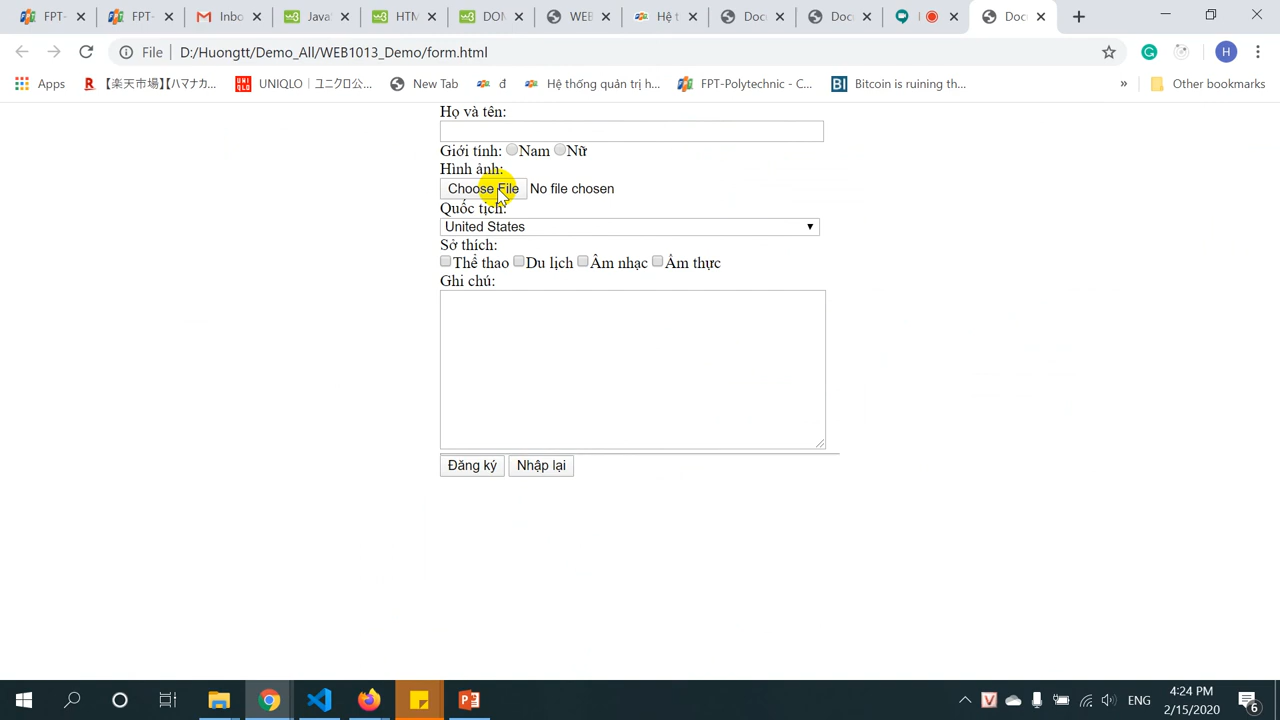 FPT- FPT- Inbo Java HTM DOM WEB Hệ t Doc Doc Doc
File D:/Huongtt/Demo_All/WEB1013_Demo/form.html H
Apps 【楽天市場】【ハマナカ... UNIQLO | ユニクロ公... New Tab đ Hệ thống quản trị h... FPT-Polytechnic - C... BI Bitcoin is ruining th... » Other bookmarks
Họ và tên:
Giới tính: Nam Nữ
Hình ảnh:
Choose File No file chosen
Quốc tịch:
United States
Sở thích:
Thể thao Du lịch Âm nhạc Ẩm thực
Ghi chú:
Đăng ký Nhập lại
ENG 4:24 PM
2/15/2020 6